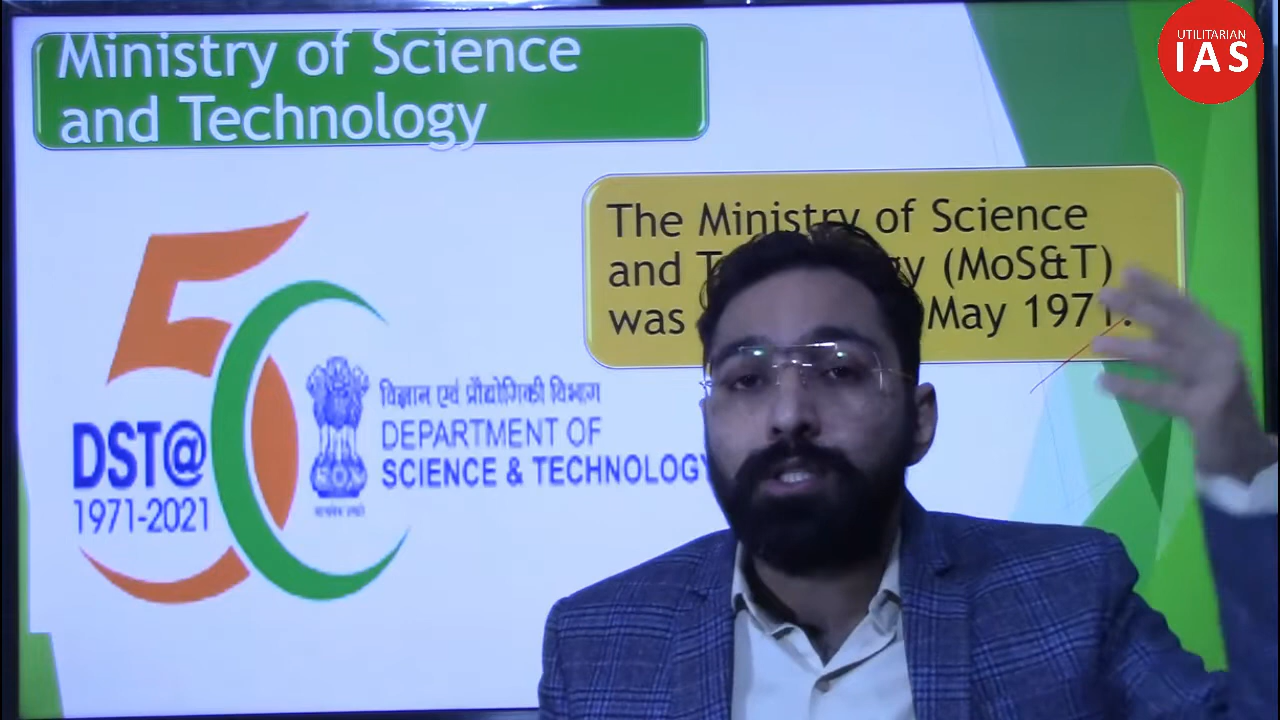 Ministry of Science
and Technology
UTILITARIAN
IAS
The Ministry of Science
and (MoS&T)
was May 1971.
DST@50
1971-2021
विज्ञान एवं प्रौद्योगिकी विभाग
DEPARTMENT OF
SCIENCE & TECHNOLOGY